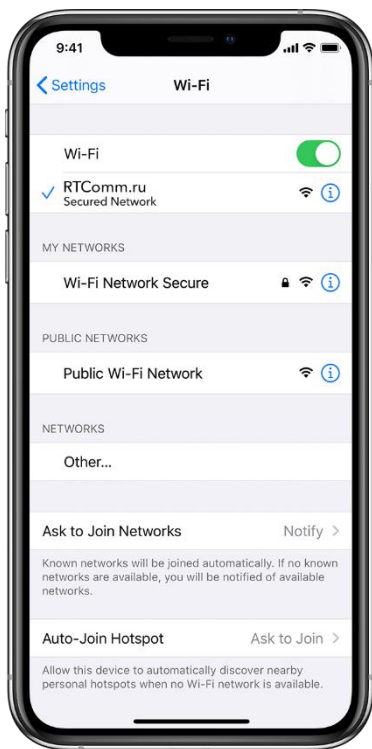 9:41
Settings
Wi-Fi
Wi-Fi
RTComm.ru
Secured Network
MY NETWORKS
Wi-Fi Network Secure
PUBLIC NETWORKS
Public Wi-Fi Network
NETWORKS
Other...
Ask to Join Networks Notify
Known networks will be joined automatically. If no known
networks are available, you will be notified of available
networks.
Auto-Join Hotspot Ask to Join
Allow this device to automatically discover nearby
personal hotspots when no Wi-Fi network is available.